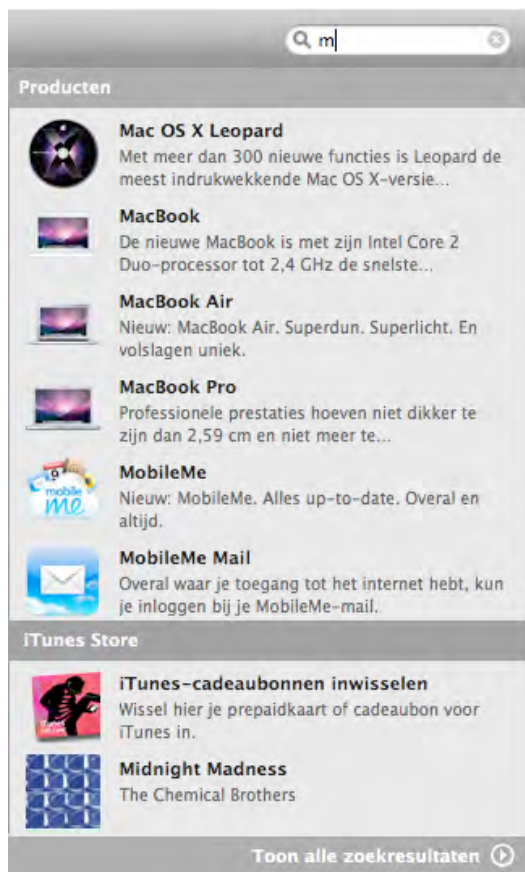 m
Producten
Mac OS X Leopard
Met meer dan 300 nieuwe functies is Leopard de
meest indrukwekkende Mac OS X-versie...
MacBook
De nieuwe MacBook is met zijn Intel Core 2
Duo-processor tot 2,4 GHz de snelste...
MacBook Air
Nieuw: MacBook Air. Superdun. Superlicht. En
volslagen uniek.
MacBook Pro
Professionele prestaties hoeven niet dikker te
zijn dan 2,59 cm en niet meer te...
9
mobile
me
MobileMe
Nieuw: MobileMe. Alles up-to-date. Overal en
altijd.
MobileMe Mail
Overal waar je toegang tot het internet hebt, kun
je inloggen bij je MobileMe-mail.
iTunes Store
iTunes
iTunes-cadeaubonnen inwisselen
Wissel hier je prepaidkaart of cadeaubon voor
iTunes in.
Midnight Madness
The Chemical Brothers
Toon alle zoekresultaten